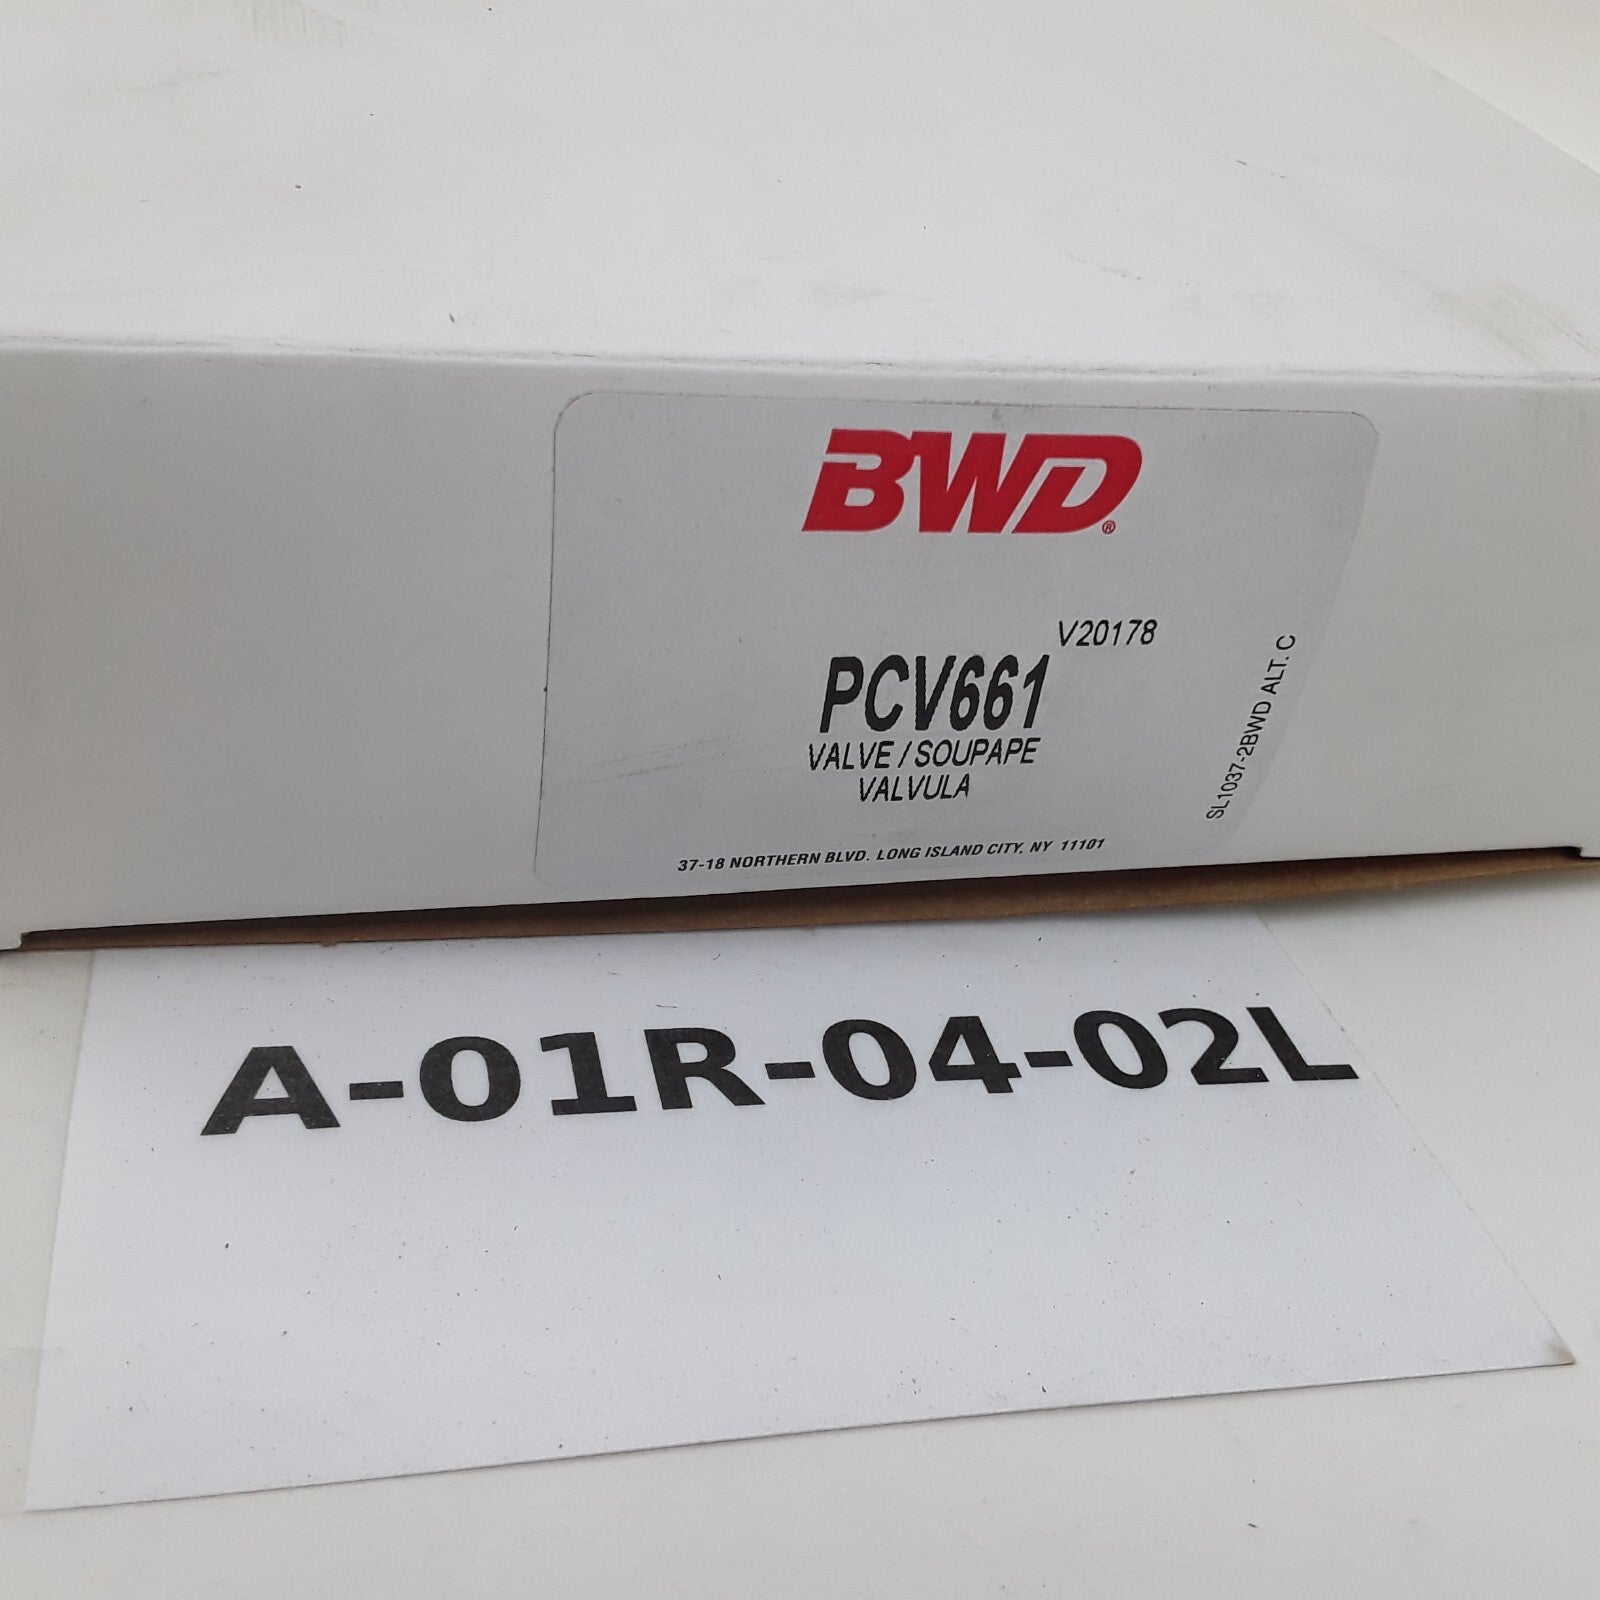 BWD®
V20178
PCV661
VALVE / SOUPAPE
VALVULA
SL1037-2BWD ALT. C
37-18 NORTHERN BLVD. LONG ISLAND CITY, NY 11101
A-01R-04-02L